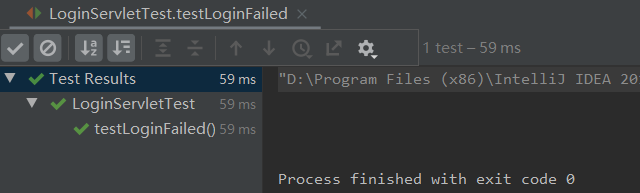 LoginServletTest.testLoginFailed
1 test – 59 ms
Test Results 59 ms
"D:\Program Files (x86)\IntelliJ IDEA 20
LoginServletTest 59 ms
testLoginFailed() 59 ms
Process finished with exit code 0